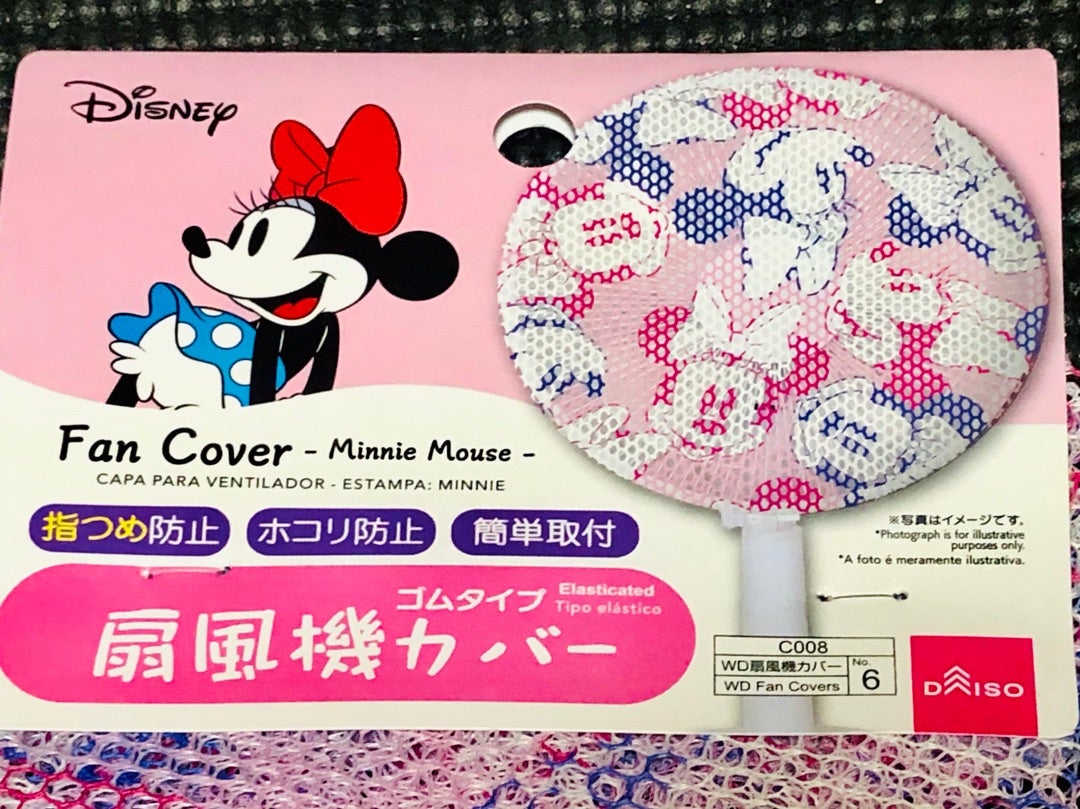 Disney
Fan Cover - Minnie Mouse -
CAPA PARA VENTILADOR - ESTAMPA: MINNIE
指つめ防止
ホコリ防止
簡単取付
ゴムタイプ
Elasticated
Tipo elástico
扇風機カバー
※写真はイメージです。
*Photograph is for illustrative
purposes only.
*A foto é meramente ilustrativa.
C008
WD扇風機カバー
WD Fan Covers
No.
6
DAISO